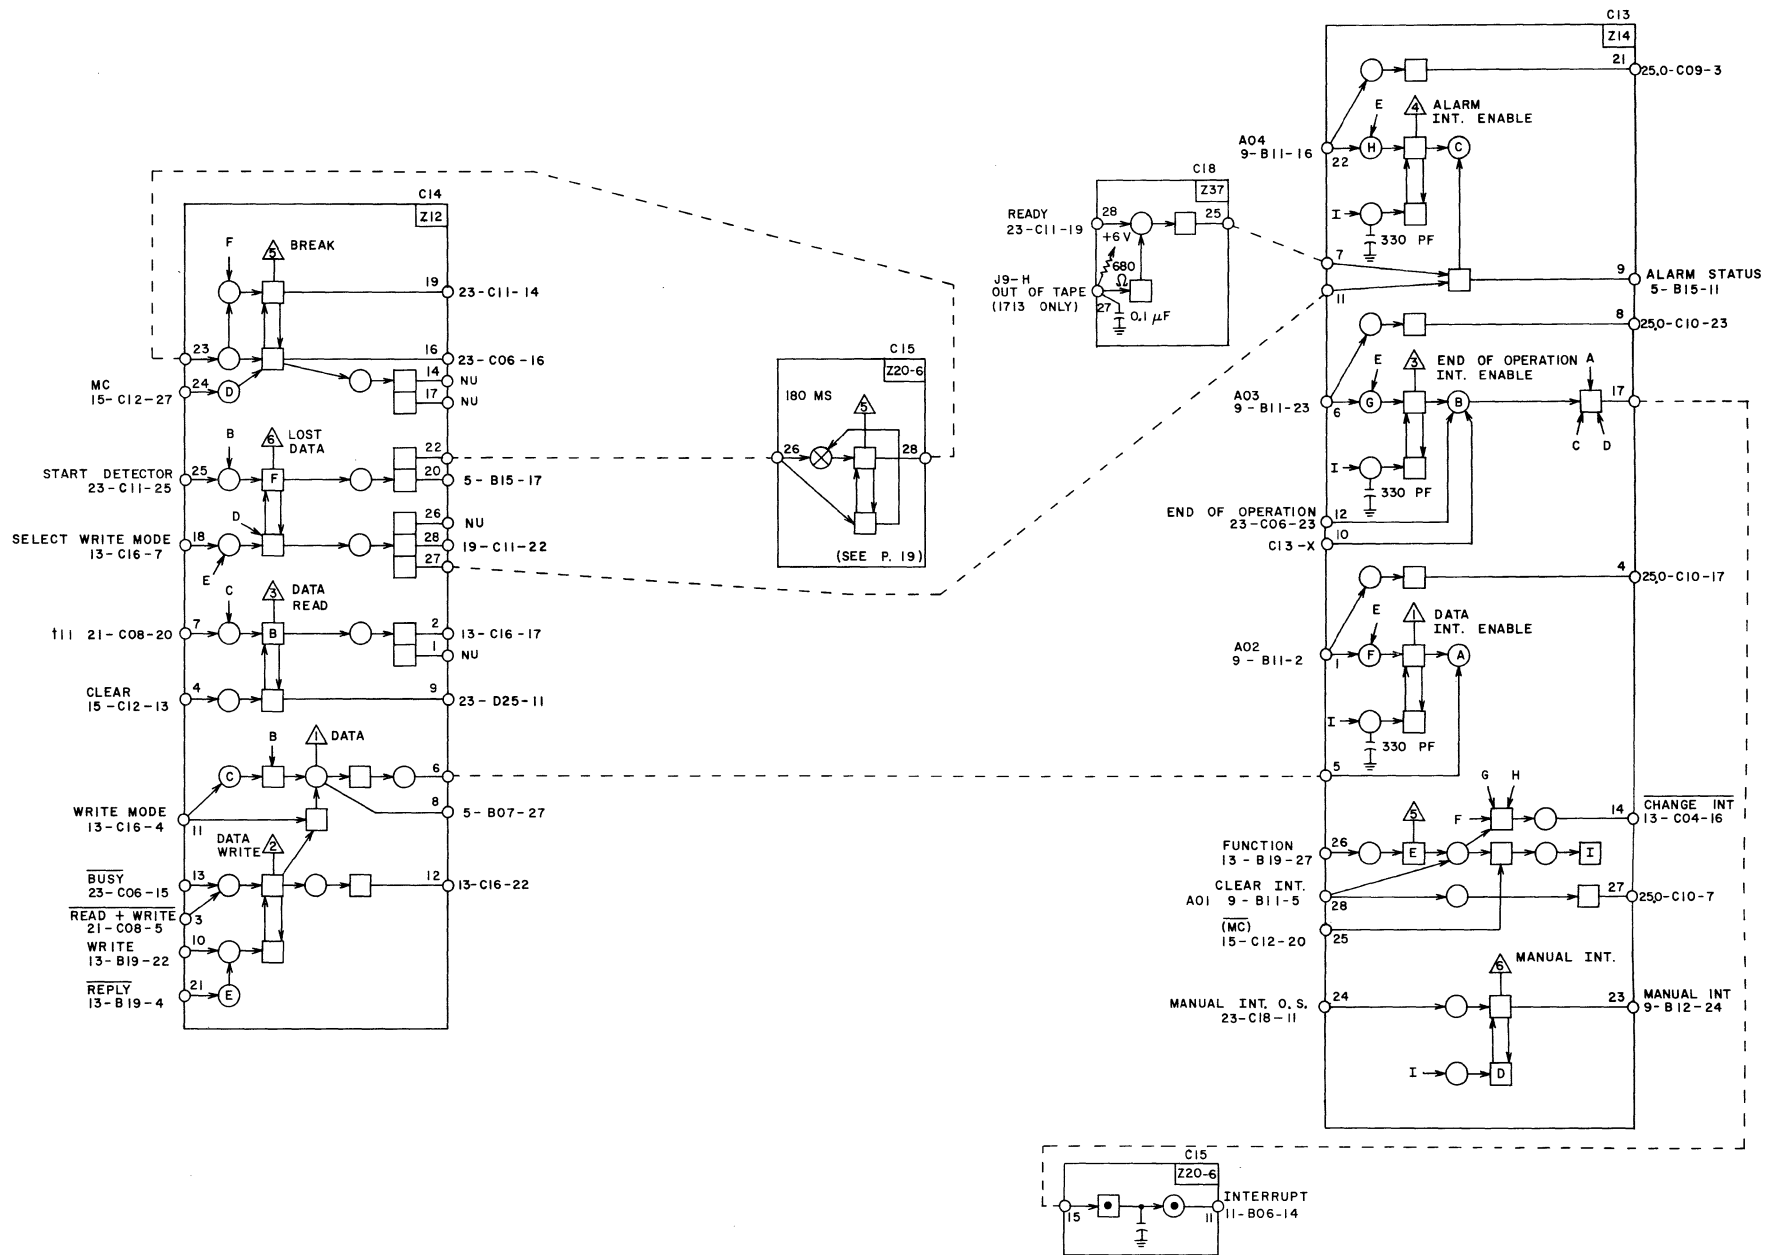 C14
Z12
F
5
BREAK
19
23-C11-14
23
16
23-C06-16
MC
15-C12-27
24
D
14
NU
17
NU
B
6
LOST
DATA
22
START DETECTOR
23-C11-25
25
F
20
5-B15-17
D
26
NU
SELECT WRITE MODE
13-C16-7
18
28
19-C11-22
E
27
C
3
DATA
READ
†11 21-C08-20
7
B
2
13-C16-17
1
NU
CLEAR
15-C12-13
4
9
23-D25-11
B
1
DATA
C
6
8
5-B07-27
WRITE MODE
13-C16-4
11
DATA
WRITE
2
BUSY
23-C06-15
13
12
13-C16-22
READ + WRITE
21-C08-5
3
WRITE
13-B19-22
10
REPLY
13-B19-4
21
E
C15
Z20-6
180 MS
5
26
28
(SEE P. 19)
C18
Z37
READY
23-C11-19
28
25
+6V
J9-H
OUT OF TAPE
(1713 ONLY)
680
Ω
27
0.1 µF
C13
Z14
21
25.0-C09-3
E
4
ALARM
INT. ENABLE
A04
9-B11-16
22
H
C
I
330 PF
7
9
ALARM STATUS
5-B15-11
11
8
25.0-C10-23
E
3
END OF OPERATION
INT. ENABLE
A
A03
9-B11-23
6
G
B
17
C
D
I
330 PF
END OF OPERATION
23-C06-23
12
C13-X
10
4
25.0-C10-17
E
1
DATA
INT. ENABLE
A02
9-B11-2
1
F
A
I
330 PF
5
G
H
F
14
CHANGE INT
13-C04-16
5
FUNCTION
13-B19-27
26
E
I
CLEAR INT.
A01 9-B11-5
28
27
25.0-C10-7
(MC)
15-C12-20
25
6
MANUAL INT.
MANUAL INT. O.S.
23-C18-11
24
23
MANUAL INT
9-B12-24
I
D
C15
Z20-6
15
11
INTERRUPT
11-B06-14